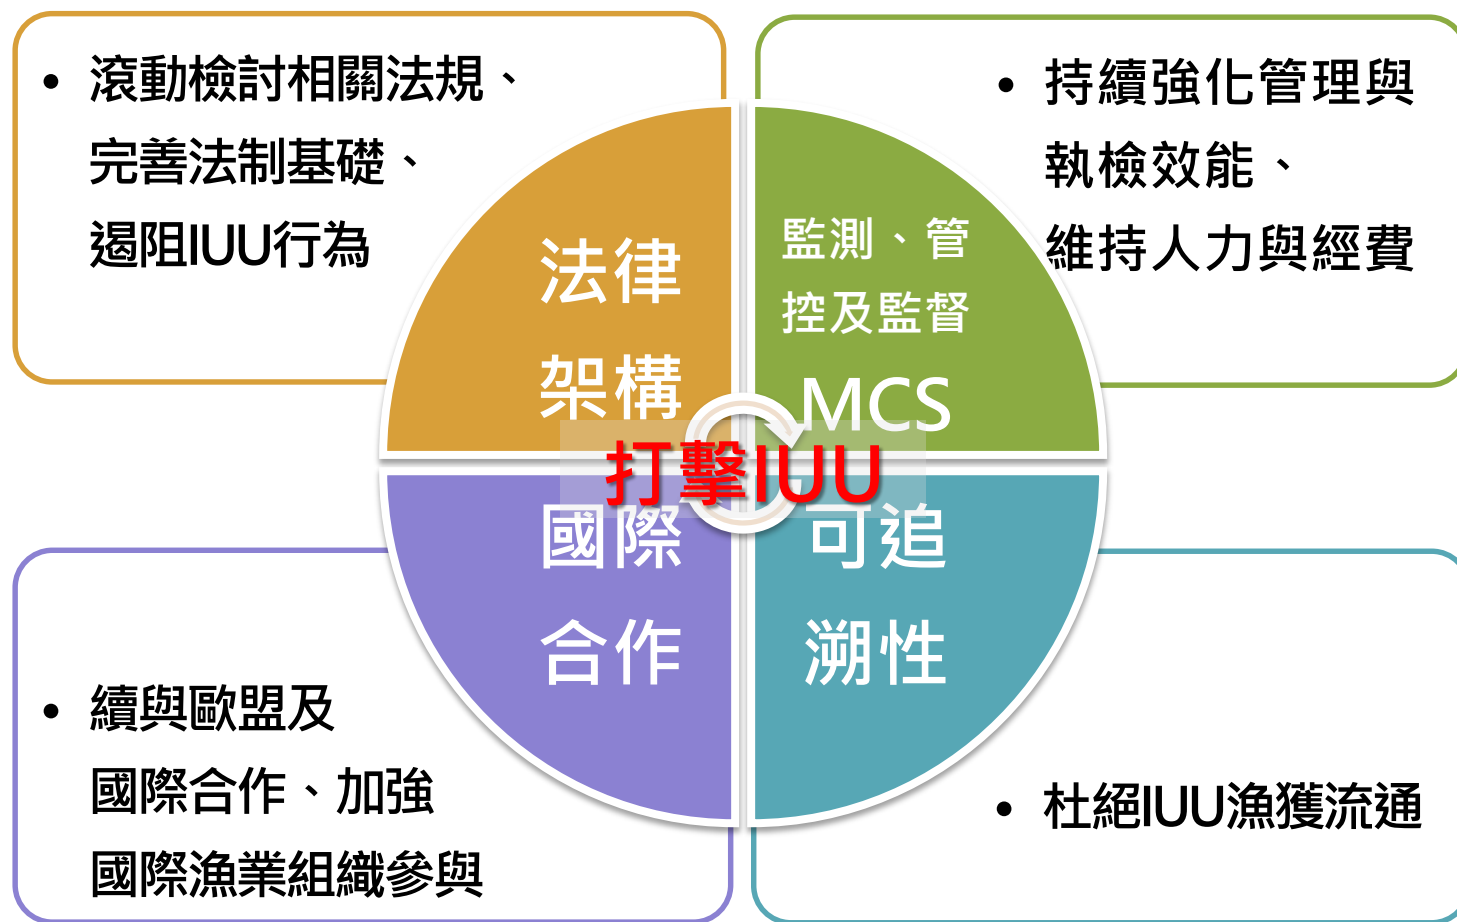 • 滾動檢討相關法規、
完善法制基礎、
遏阻IUU行為
• 持續強化管理與
執檢效能、
維持人力與經費
法律
架構
監測、管
控及監督
MCS
打擊IUU
國際
合作
可追
溯性
• 續與歐盟及
國際合作、加強
國際漁業組織參與
• 杜絕IUU漁獲流通